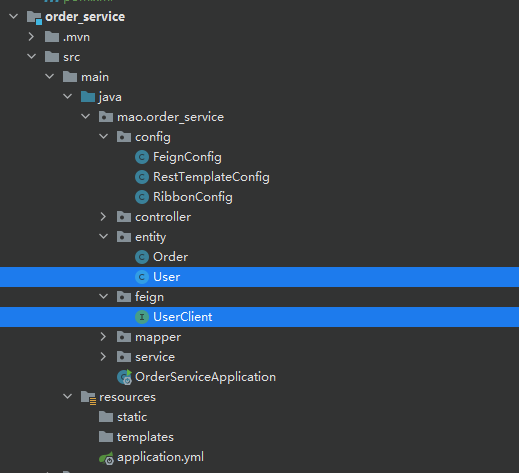 order_service
.mvn
src
main
java
mao.order_service
config
FeignConfig
RestTemplateConfig
RibbonConfig
controller
entity
Order
User
feign
UserClient
mapper
service
OrderServiceApplication
resources
static
templates
application.yml